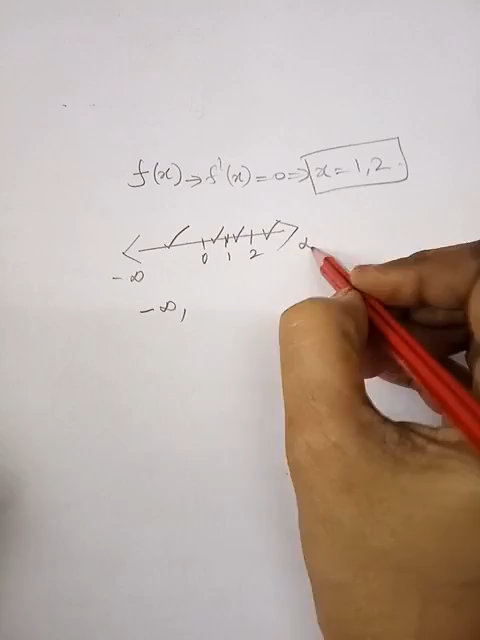 f(x) → f'(x) = 0 ⇒ x = 1, 2.
0 1 2
-∞
-∞,